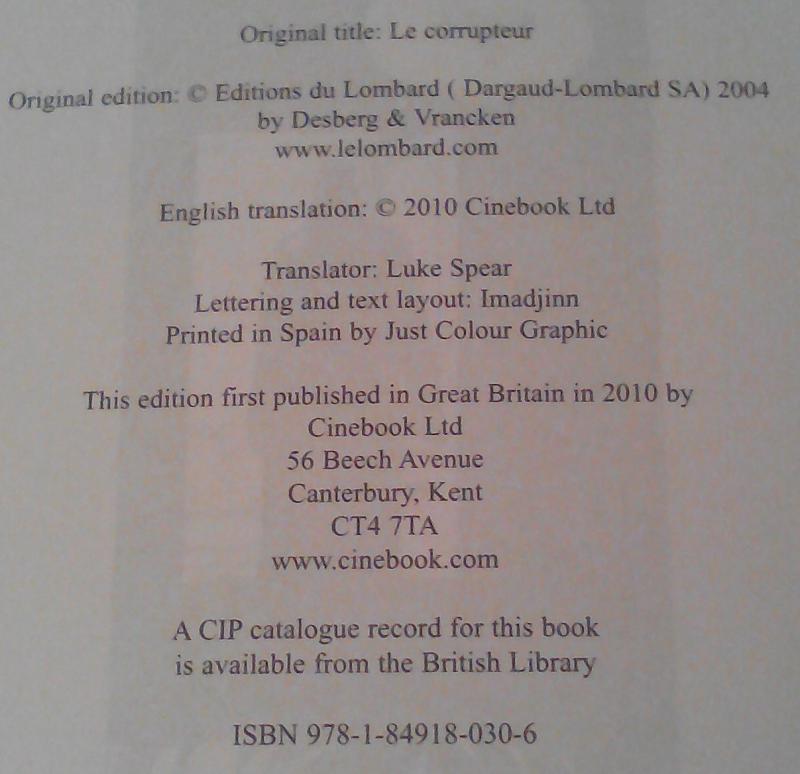 Original title: Le corrupteur
Original edition: © Editions du Lombard ( Dargaud-Lombard SA) 2004
by Desberg & Vrancken
www.lelombard.com
English translation: © 2010 Cinebook Ltd
Translator: Luke Spear
Lettering and text layout: Imadjinn
Printed in Spain by Just Colour Graphic
This edition first published in Great Britain in 2010 by
Cinebook Ltd
56 Beech Avenue
Canterbury, Kent
CT4 7TA
www.cinebook.com
A CIP catalogue record for this book
is available from the British Library
ISBN 978-1-84918-030-6